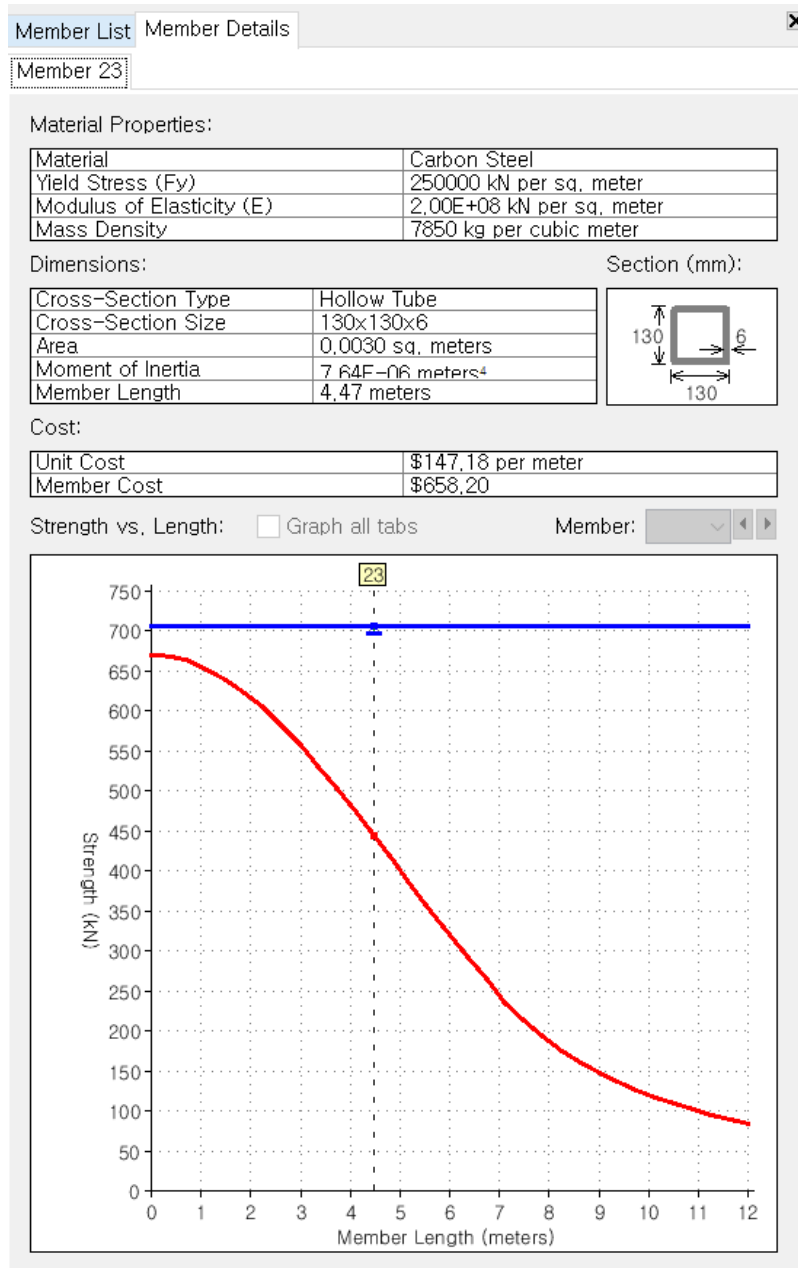 Member List Member Details
Member 23
Material Properties:
Material Carbon Steel
Yield Stress (Fy) 250000 kN per sq. meter
Modulus of Elasticity (E) 2.00E+08 kN per sq. meter
Mass Density 7850 kg per cubic meter
Dimensions: Section (mm):
Cross-Section Type Hollow Tube
Cross-Section Size 130x130x6
Area 0.0030 sq. meters
Moment of Inertia 7.64E-06 meters⁴
Member Length 4.47 meters
130 6
130
Cost:
Unit Cost $147.18 per meter
Member Cost $658.20
Strength vs. Length: Graph all tabs Member:
23
750
700
650
600
550
500
450
400
350
300
250
200
150
100
50
0
Strength (kN)
0 1 2 3 4 5 6 7 8 9 10 11 12
Member Length (meters)